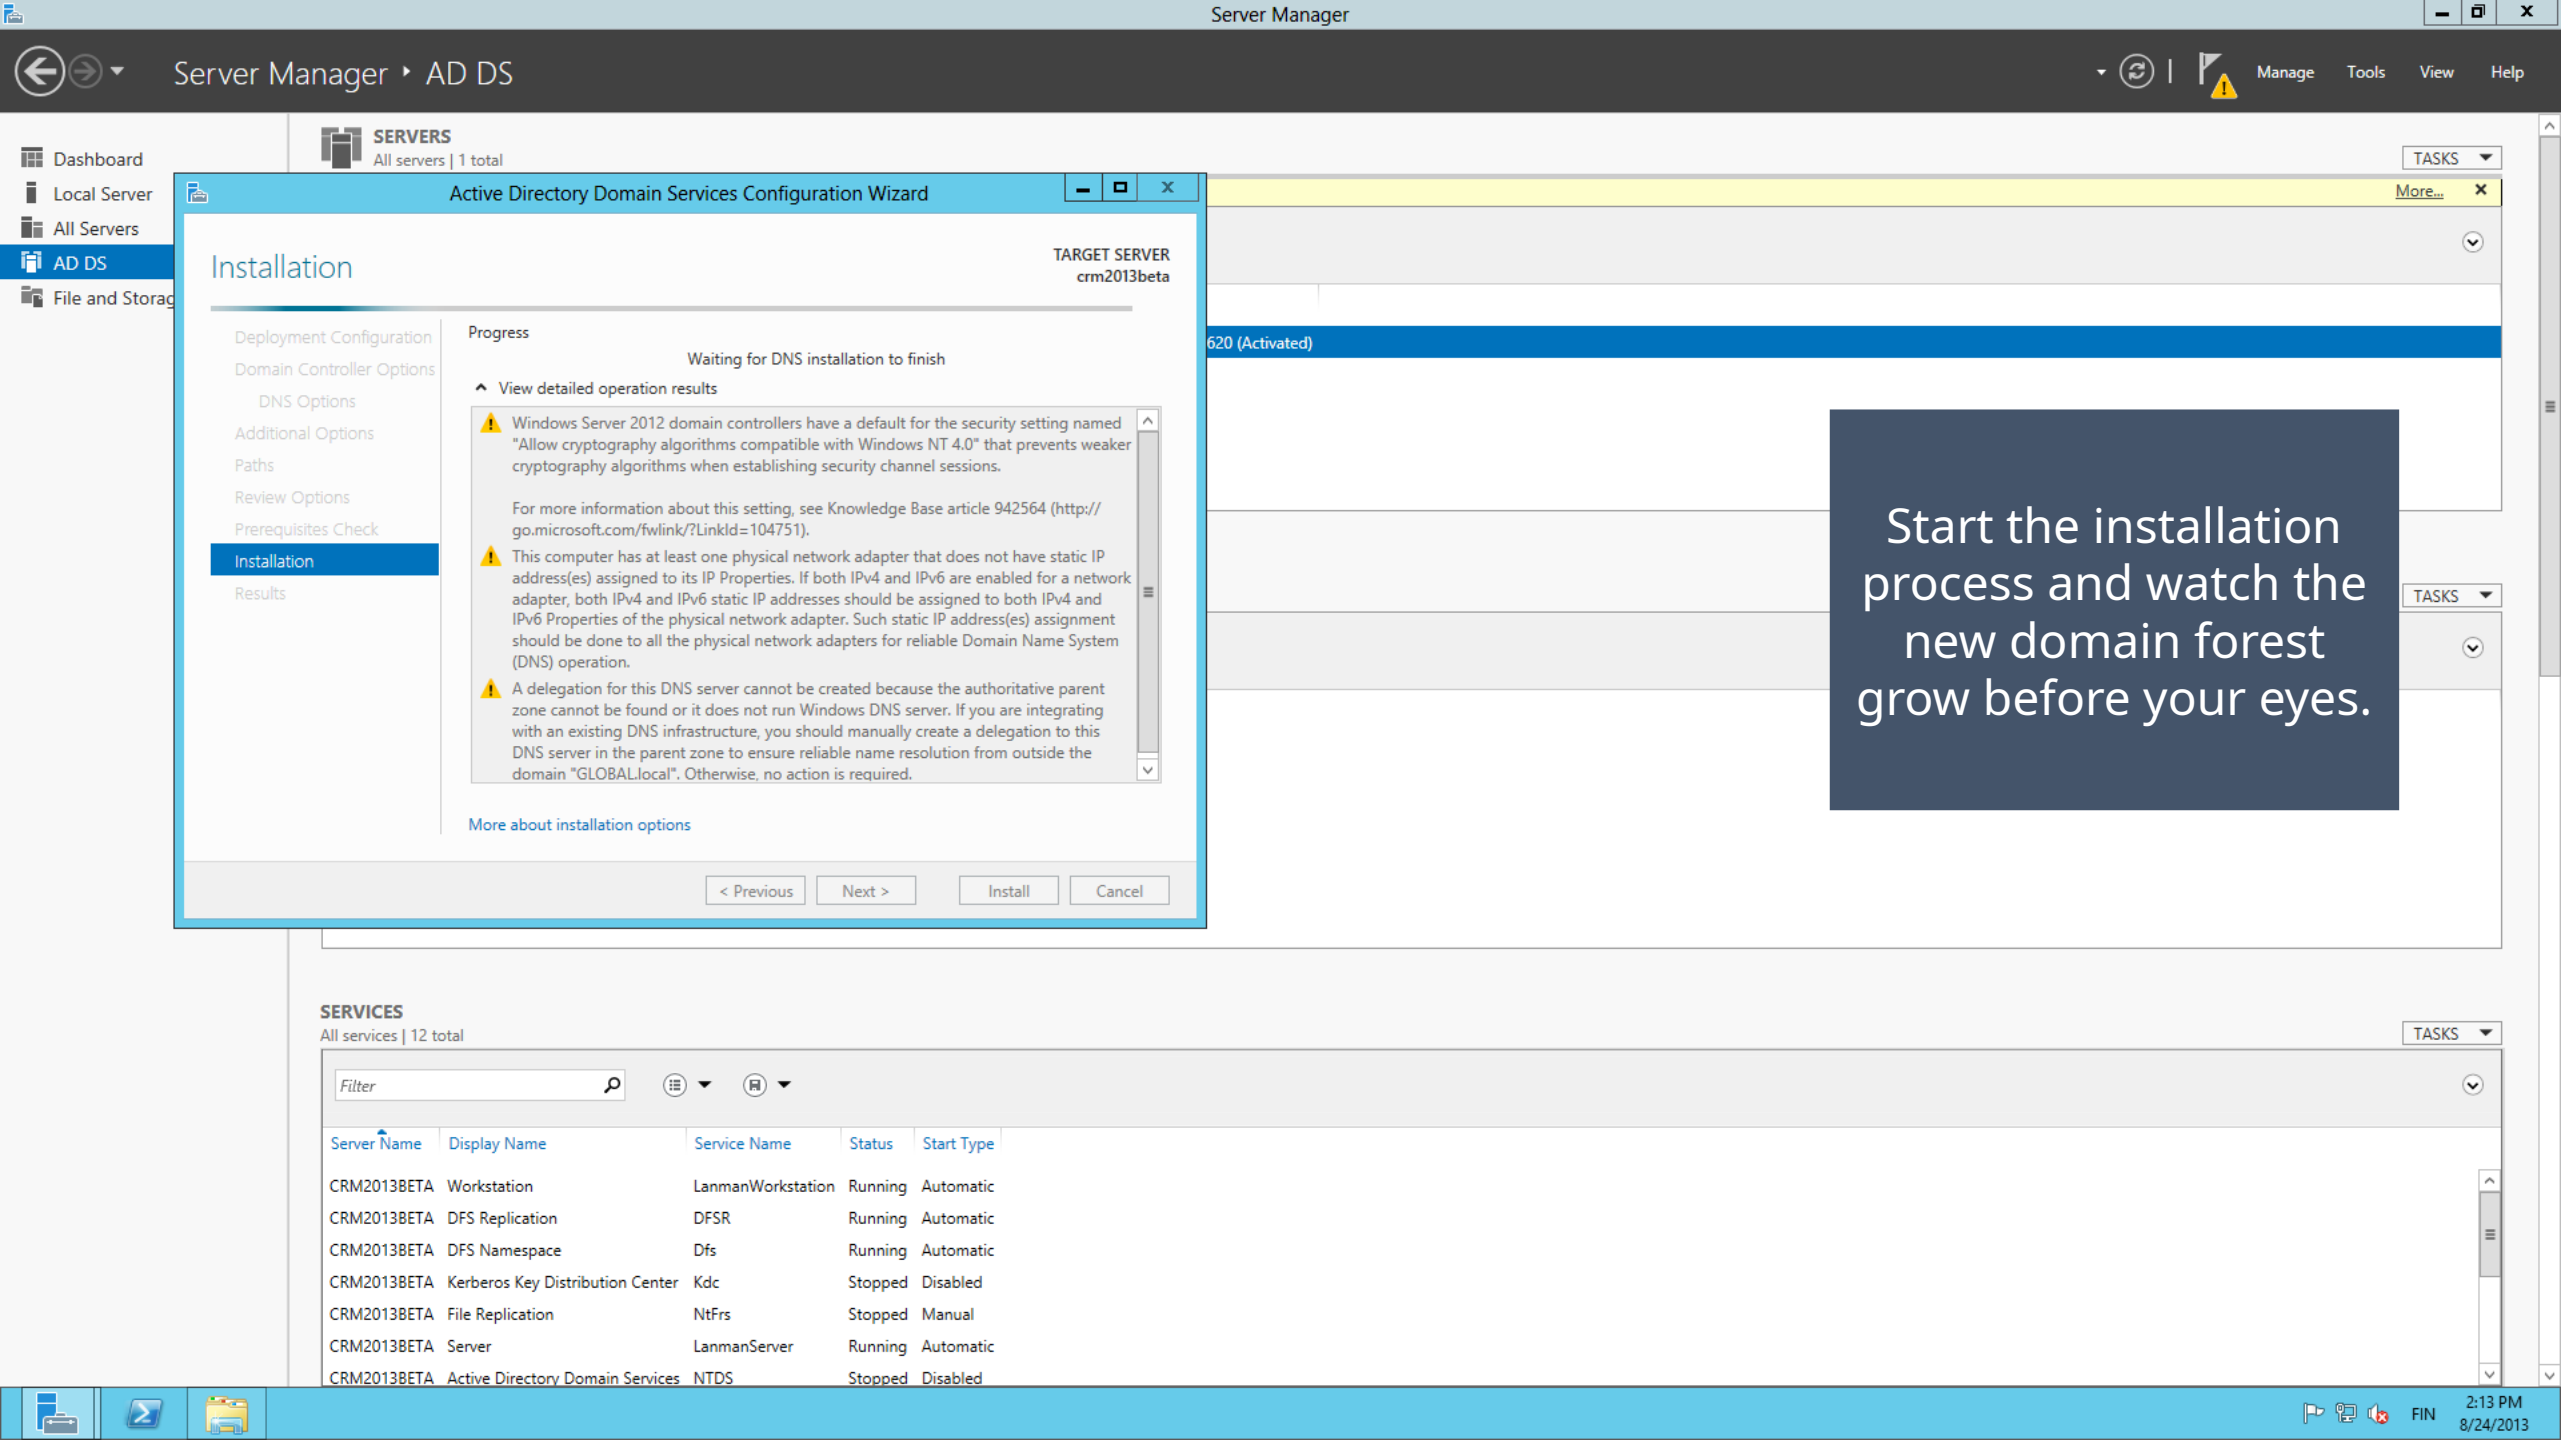 Server Manager
Server Manager ‣ AD DS
Manage Tools View Help
Dashboard
Local Server
All Servers
AD DS
File and Storag
SERVERS
All servers | 1 total
TASKS
More...
620 (Activated)
Active Directory Domain Services Configuration Wizard
Installation
TARGET SERVER
crm2013beta
Deployment Configuration
Domain Controller Options
DNS Options
Additional Options
Paths
Review Options
Prerequisites Check
Installation
Results
Progress
Waiting for DNS installation to finish
View detailed operation results
Windows Server 2012 domain controllers have a default for the security setting named
"Allow cryptography algorithms compatible with Windows NT 4.0" that prevents weaker
cryptography algorithms when establishing security channel sessions.
For more information about this setting, see Knowledge Base article 942564 (http://
go.microsoft.com/fwlink/?LinkId=104751).
This computer has at least one physical network adapter that does not have static IP
address(es) assigned to its IP Properties. If both IPv4 and IPv6 are enabled for a network
adapter, both IPv4 and IPv6 static IP addresses should be assigned to both IPv4 and
IPv6 Properties of the physical network adapter. Such static IP address(es) assignment
should be done to all the physical network adapters for reliable Domain Name System
(DNS) operation.
A delegation for this DNS server cannot be created because the authoritative parent
zone cannot be found or it does not run Windows DNS server. If you are integrating
with an existing DNS infrastructure, you should manually create a delegation to this
DNS server in the parent zone to ensure reliable name resolution from outside the
domain "GLOBAL.local". Otherwise, no action is required.
More about installation options
< Previous Next > Install Cancel
Start the installation
process and watch the
new domain forest
grow before your eyes.
TASKS
SERVICES
All services | 12 total
TASKS
Filter
Server Name Display Name Service Name Status Start Type
CRM2013BETA Workstation LanmanWorkstation Running Automatic
CRM2013BETA DFS Replication DFSR Running Automatic
CRM2013BETA DFS Namespace Dfs Running Automatic
CRM2013BETA Kerberos Key Distribution Center Kdc Stopped Disabled
CRM2013BETA File Replication NtFrs Stopped Manual
CRM2013BETA Server LanmanServer Running Automatic
CRM2013BETA Active Directory Domain Services NTDS Stopped Disabled
FIN
2:13 PM
8/24/2013